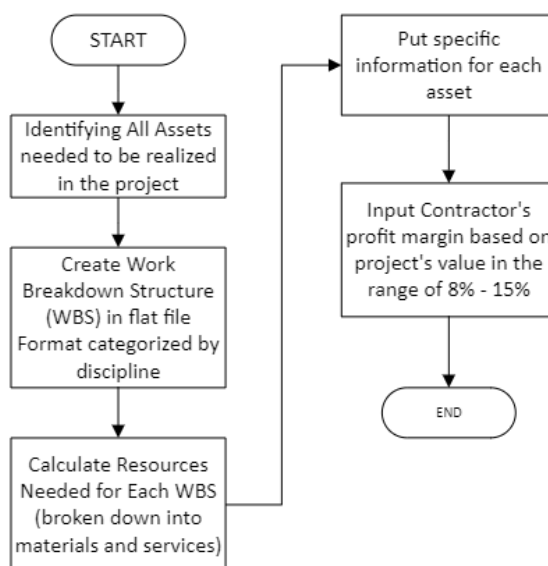 START
Identifying All Assets
needed to be realized
in the project
Create Work
Breakdown Structure
(WBS) in flat file
Format categorized by
discipline
Calculate Resources
Needed for Each WBS
(broken down into
materials and services)
Put specific
information for each
asset
Input Contractor's
profit margin based on
project's value in the
range of 8% - 15%
END